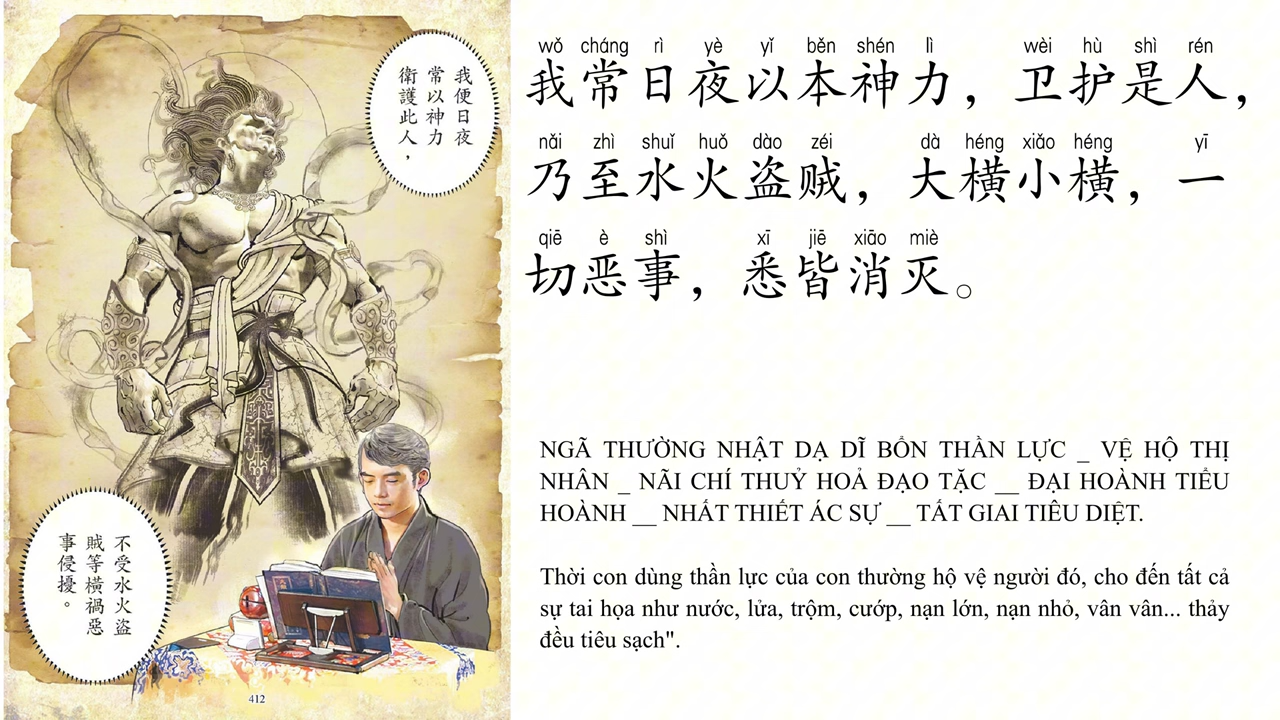 我便日夜
常以神力
衛護此人，
不受水火盜
賊等橫禍惡
事侵擾。
412
wǒ cháng rì yè yǐ běn shén lì wèi hù shì rén
我常日夜以本神力，卫护是人，
nǎi zhì shuǐ huǒ dào zéi dà héng xiǎo héng yī
乃至水火盗贼，大横小横，一
qiē è shì xī jiē xiāo miè
切恶事，悉皆消灭。
NGÃ THƯỜNG NHẬT DẠ DĨ BỔN THẦN LỰC _ VỆ HỘ THỊ
NHÂN _ NÃI CHÍ THUỶ HOẢ ĐẠO TẶC __ ĐẠI HOÀNH TIỂU
HOÀNH __ NHẤT THIẾT ÁC SỰ __ TẤT GIAI TIÊU DIỆT.
Thời con dùng thần lực của con thường hộ vệ người đó, cho đến tất cả
sự tai họa như nước, lửa, trộm, cướp, nạn lớn, nạn nhỏ, vân vân... thảy
đều tiêu sạch".